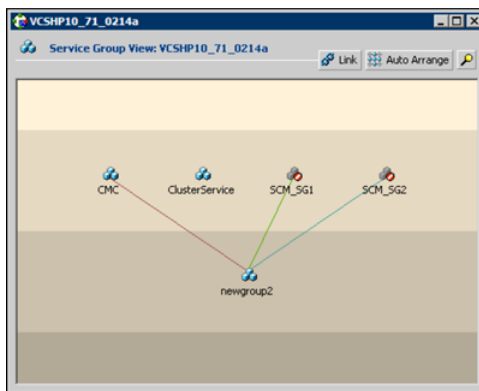 VCSHP10_71_0214a
Service Group View: VCSHP10_71_0214a
Link Auto Arrange
CMC ClusterService SCM_SG1 SCM_SG2
newgroup2